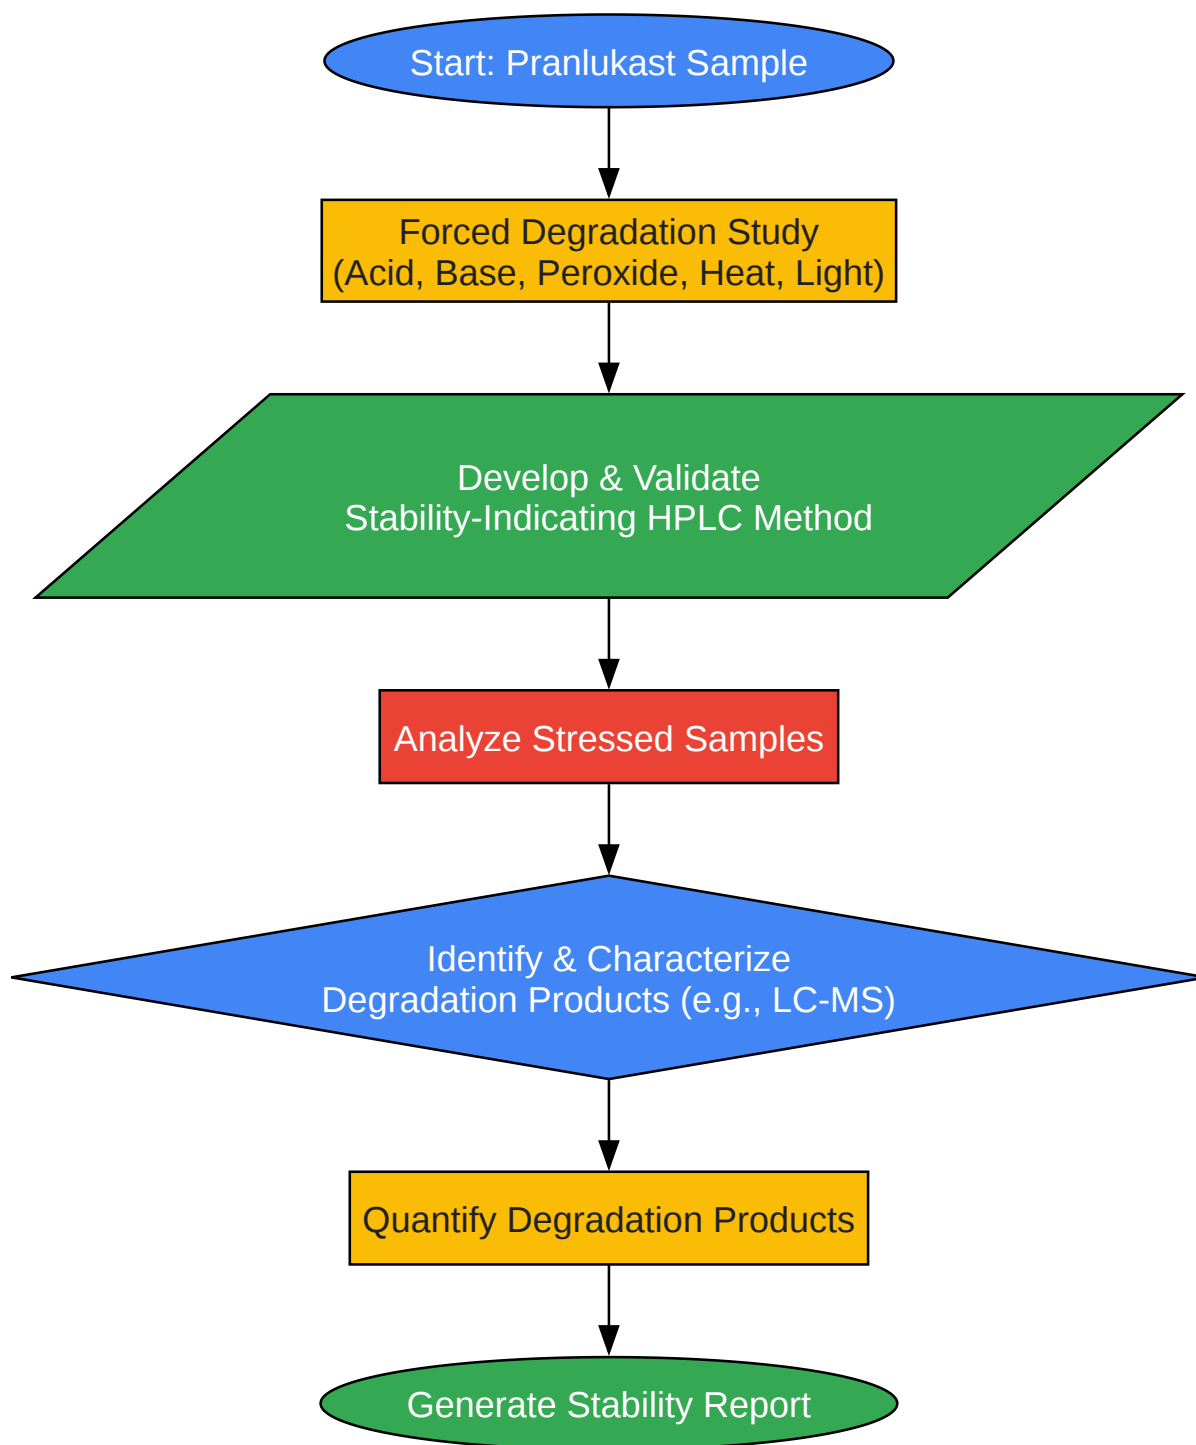 Start: Pranlukast Sample
Forced Degradation Study
(Acid, Base, Peroxide, Heat, Light)
Develop & Validate
Stability-Indicating HPLC Method
Analyze Stressed Samples
Identify & Characterize
Degradation Products (e.g., LC-MS)
Quantify Degradation Products
Generate Stability Report